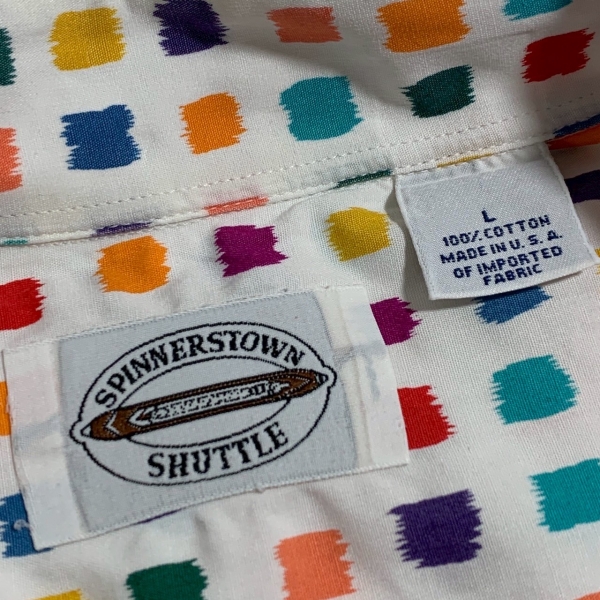 SPINNERSTOWN
SHUTTLE
L
100% COTTON
MADE IN U.S.A.
OF IMPORTED
FABRIC